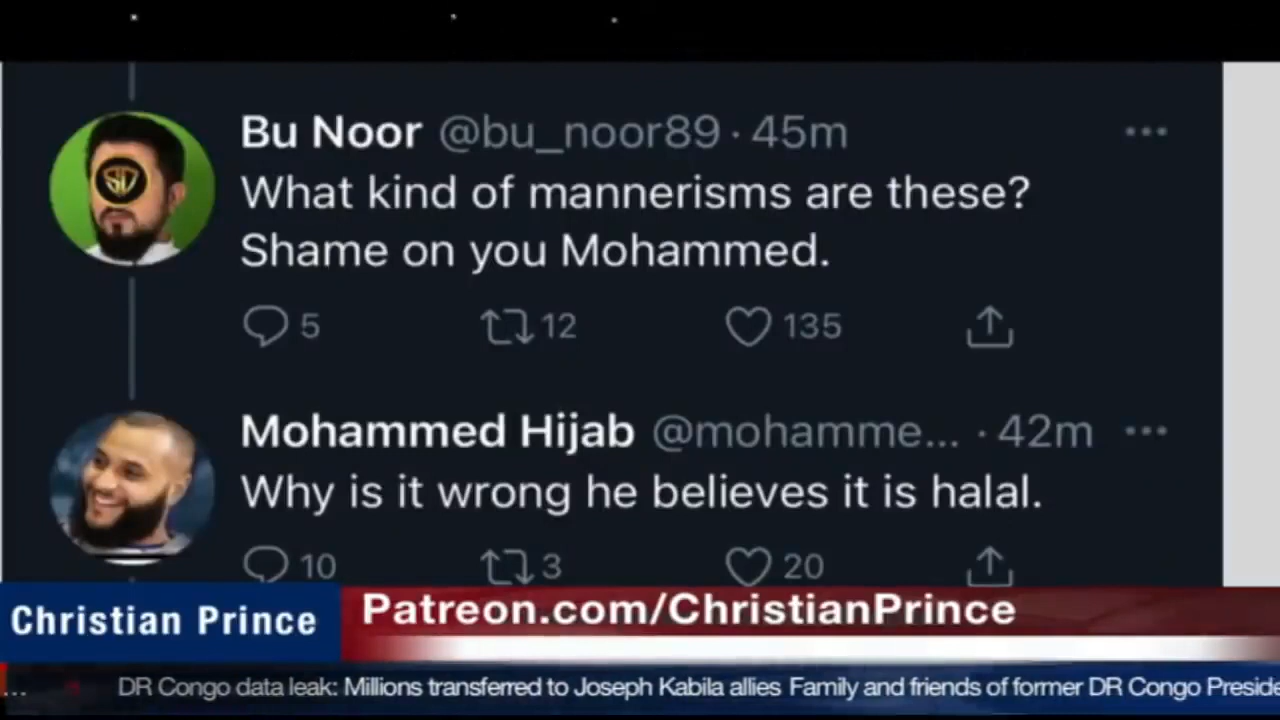 Bu Noor @bu_noor89 · 45m
What kind of mannerisms are these?
Shame on you Mohammed.
5 12 135
Mohammed Hijab @mohamme... · 42m
Why is it wrong he believes it is halal.
10 3 20
Christian Prince
Patreon.com/ChristianPrince
... DR Congo data leak: Millions transferred to Joseph Kabila allies Family and friends of former DR Congo Preside